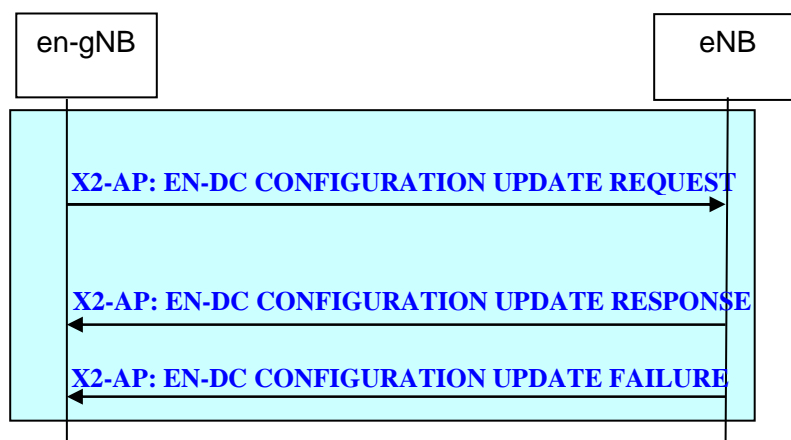 en-gNB
eNB
X2-AP: EN-DC CONFIGURATION UPDATE REQUEST
X2-AP: EN-DC CONFIGURATION UPDATE RESPONSE
X2-AP: EN-DC CONFIGURATION UPDATE FAILURE